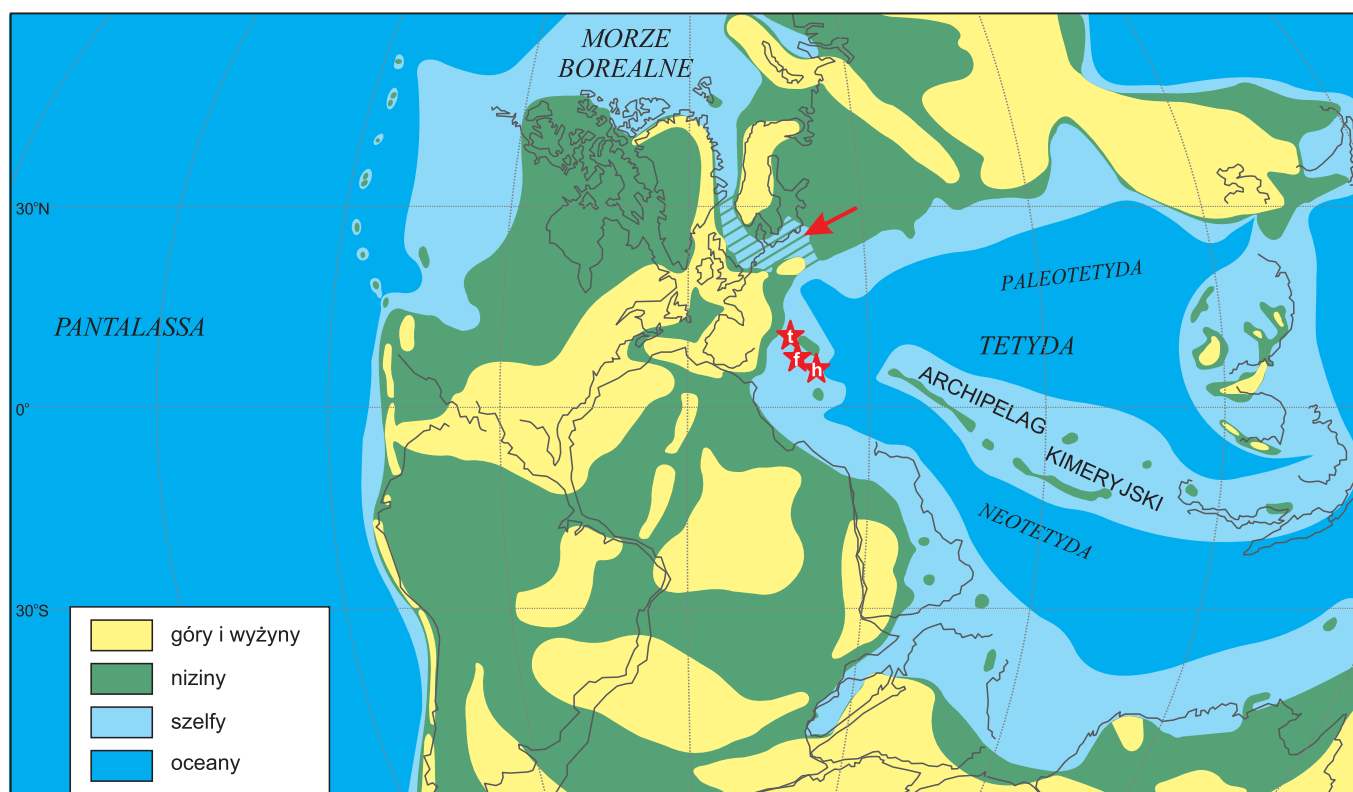 MORZE
BOREALNE
30°N
PALEOTETYDA
PANTALASSA
t
TETYDA
f
h
ARCHIPELAG
0°
KIMERYJSKI
NEOTETYDA
30°S
góry i wyżyny
niziny
szelfy
oceany